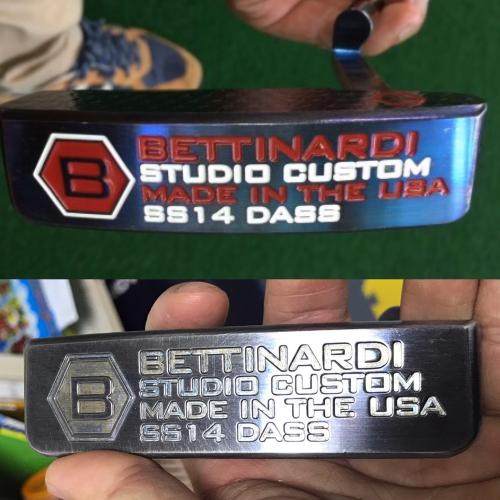 B
BETTINARDI
STUDIO CUSTOM
MADE IN THE USA
SS14 DASS
B
BETTINARDI
STUDIO CUSTOM
MADE IN THE USA
SS14 DASS